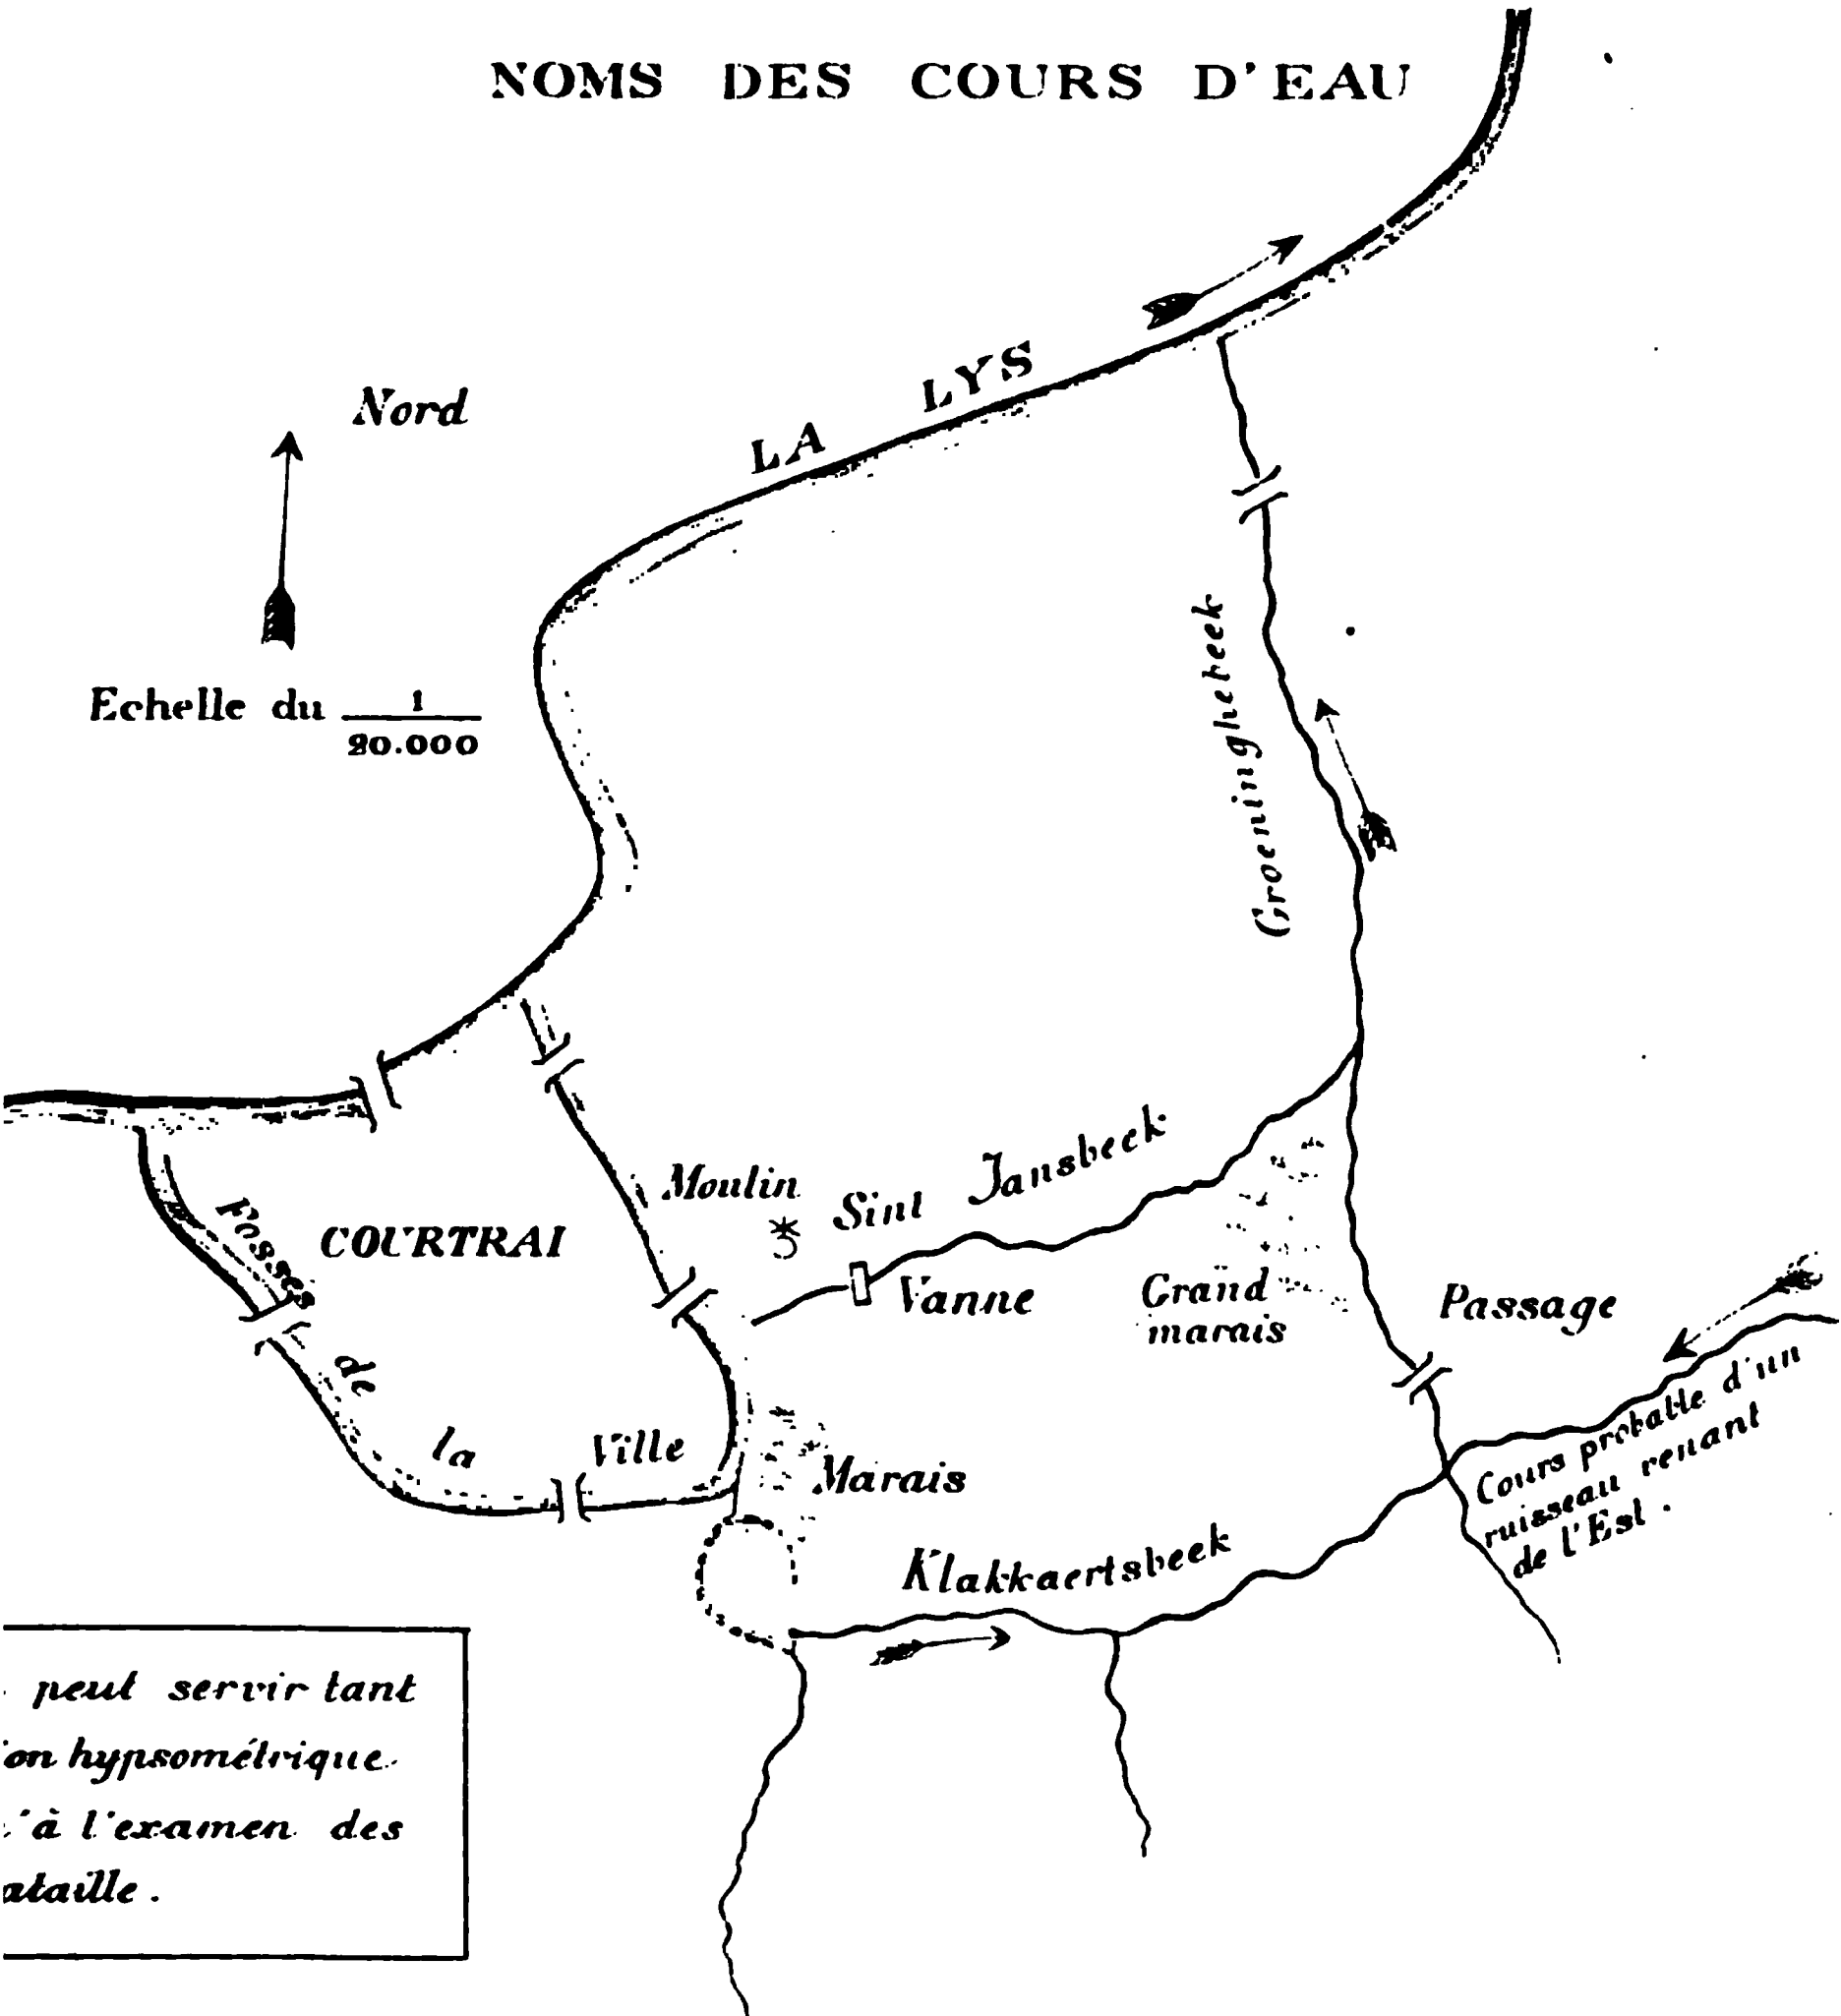 NOMS DES COURS D'EAU
LA LYS
Nord
Echelle du 1
20.000
Groeninghebeek
Moulin
Sint Jansbeek
Fossés
COURTRAI
Vanne
Grand
marais
Passage
de
la
Ville
Marais
Cours probable d'un
ruisseau venant
de l'Est.
Klakkaertsbeek
peut servir tant
on hypsométrique
'à l'examen des
ataille.